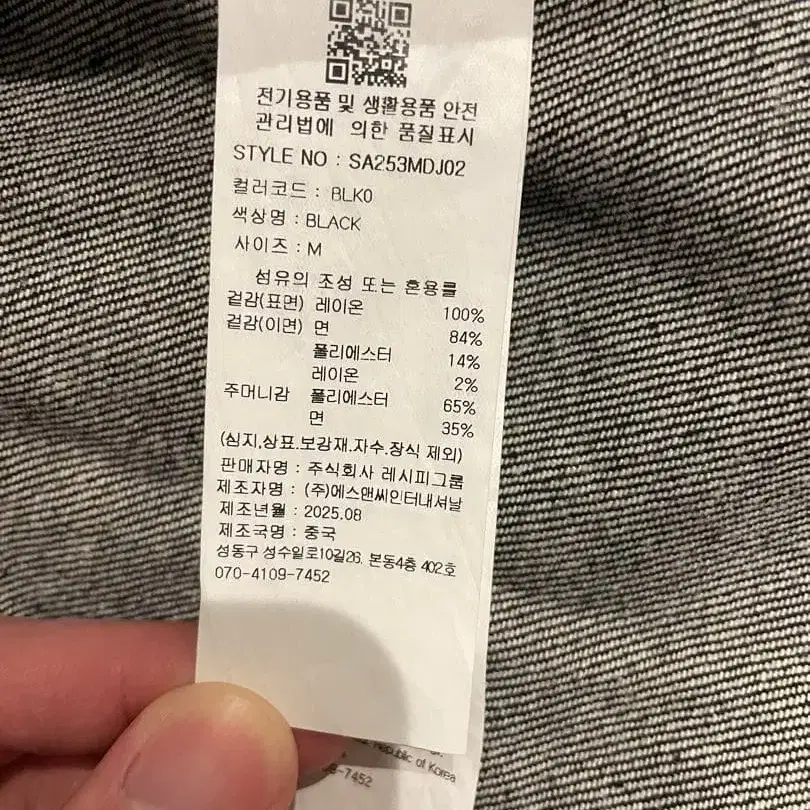 전기용품 및 생활용품 안전
관리법에 의한 품질표시
STYLE NO : SA253MDJ02
컬러코드 : BLK0
색상명 : BLACK
사이즈 : M
섬유의 조성 또는 혼용률
겉감(표면) 레이온 100%
겉감(이면) 면 84%
폴리에스터 14%
레이온 2%
주머니감 폴리에스터 65%
면 35%
(심지.상표.보강재.자수.장식 제외)
판매자명 : 주식회사 레시피그룹
제조자명 : (주)에스앤씨인터내셔날
제조년월 : 2025.08
제조국명 : 중국
성동구 성수일로10길26. 본동4층 402호
070-4109-7452
Republic of Korea
-7452